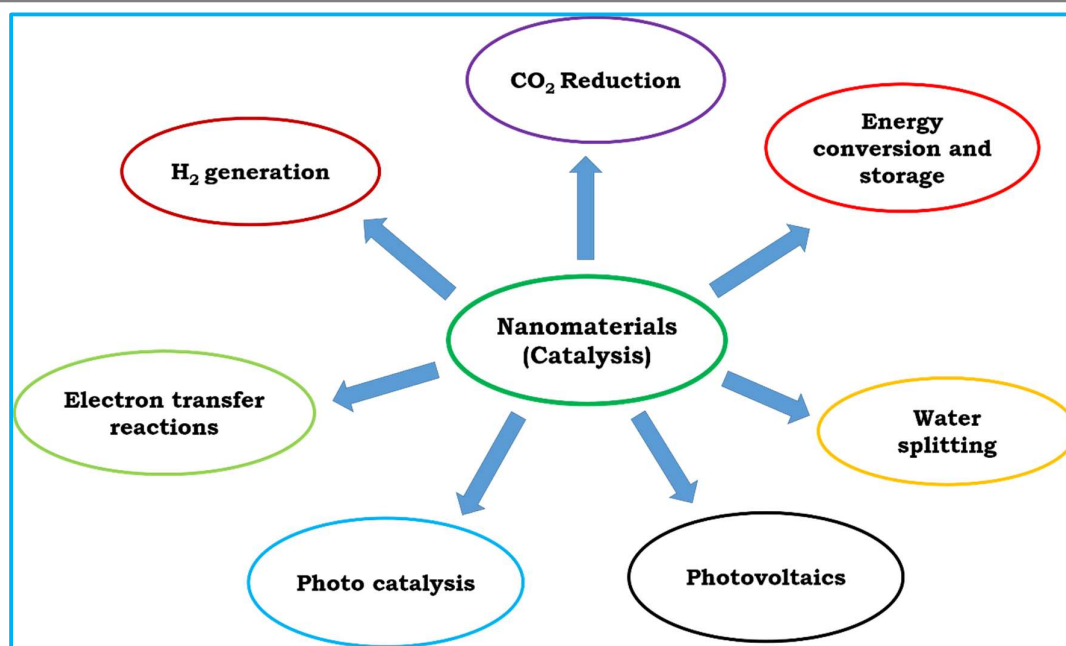 CO₂ Reduction
Energy
conversion and
storage
H₂ generation
Nanomaterials
(Catalysis)
Electron transfer
reactions
Water
splitting
Photo catalysis
Photovoltaics